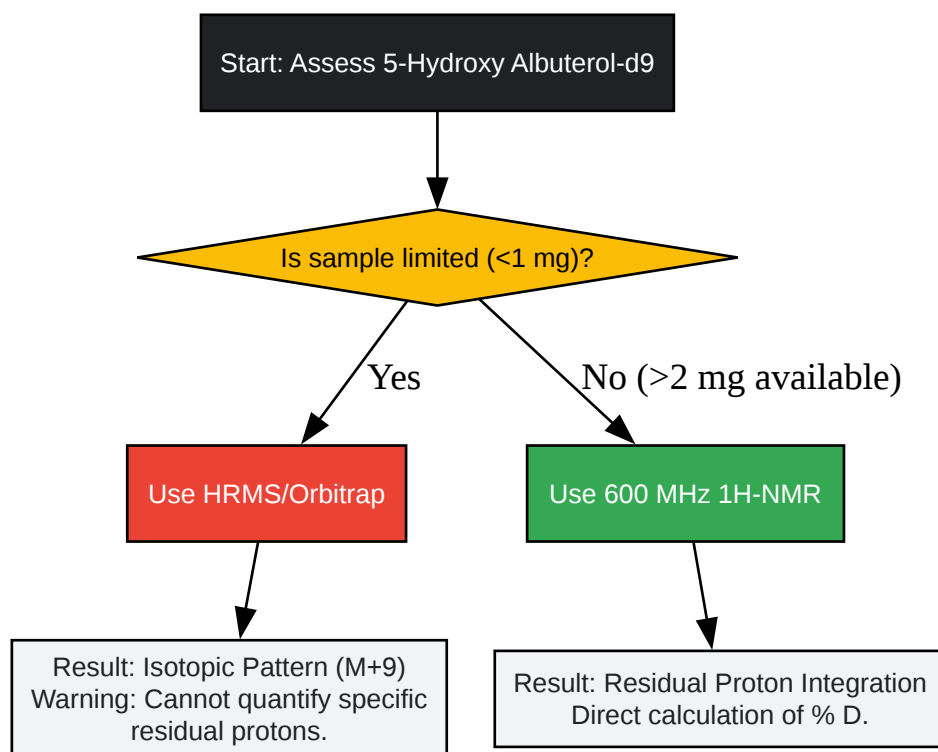 Start: Assess 5-Hydroxy Albuterol-d9
Is sample limited (<1 mg)?
Yes
No (>2 mg available)
Use HRMS/Orbitrap
Use 600 MHz 1H-NMR
Result: Isotopic Pattern (M+9)
Warning: Cannot quantify specific
residual protons.
Result: Residual Proton Integration
Direct calculation of % D.